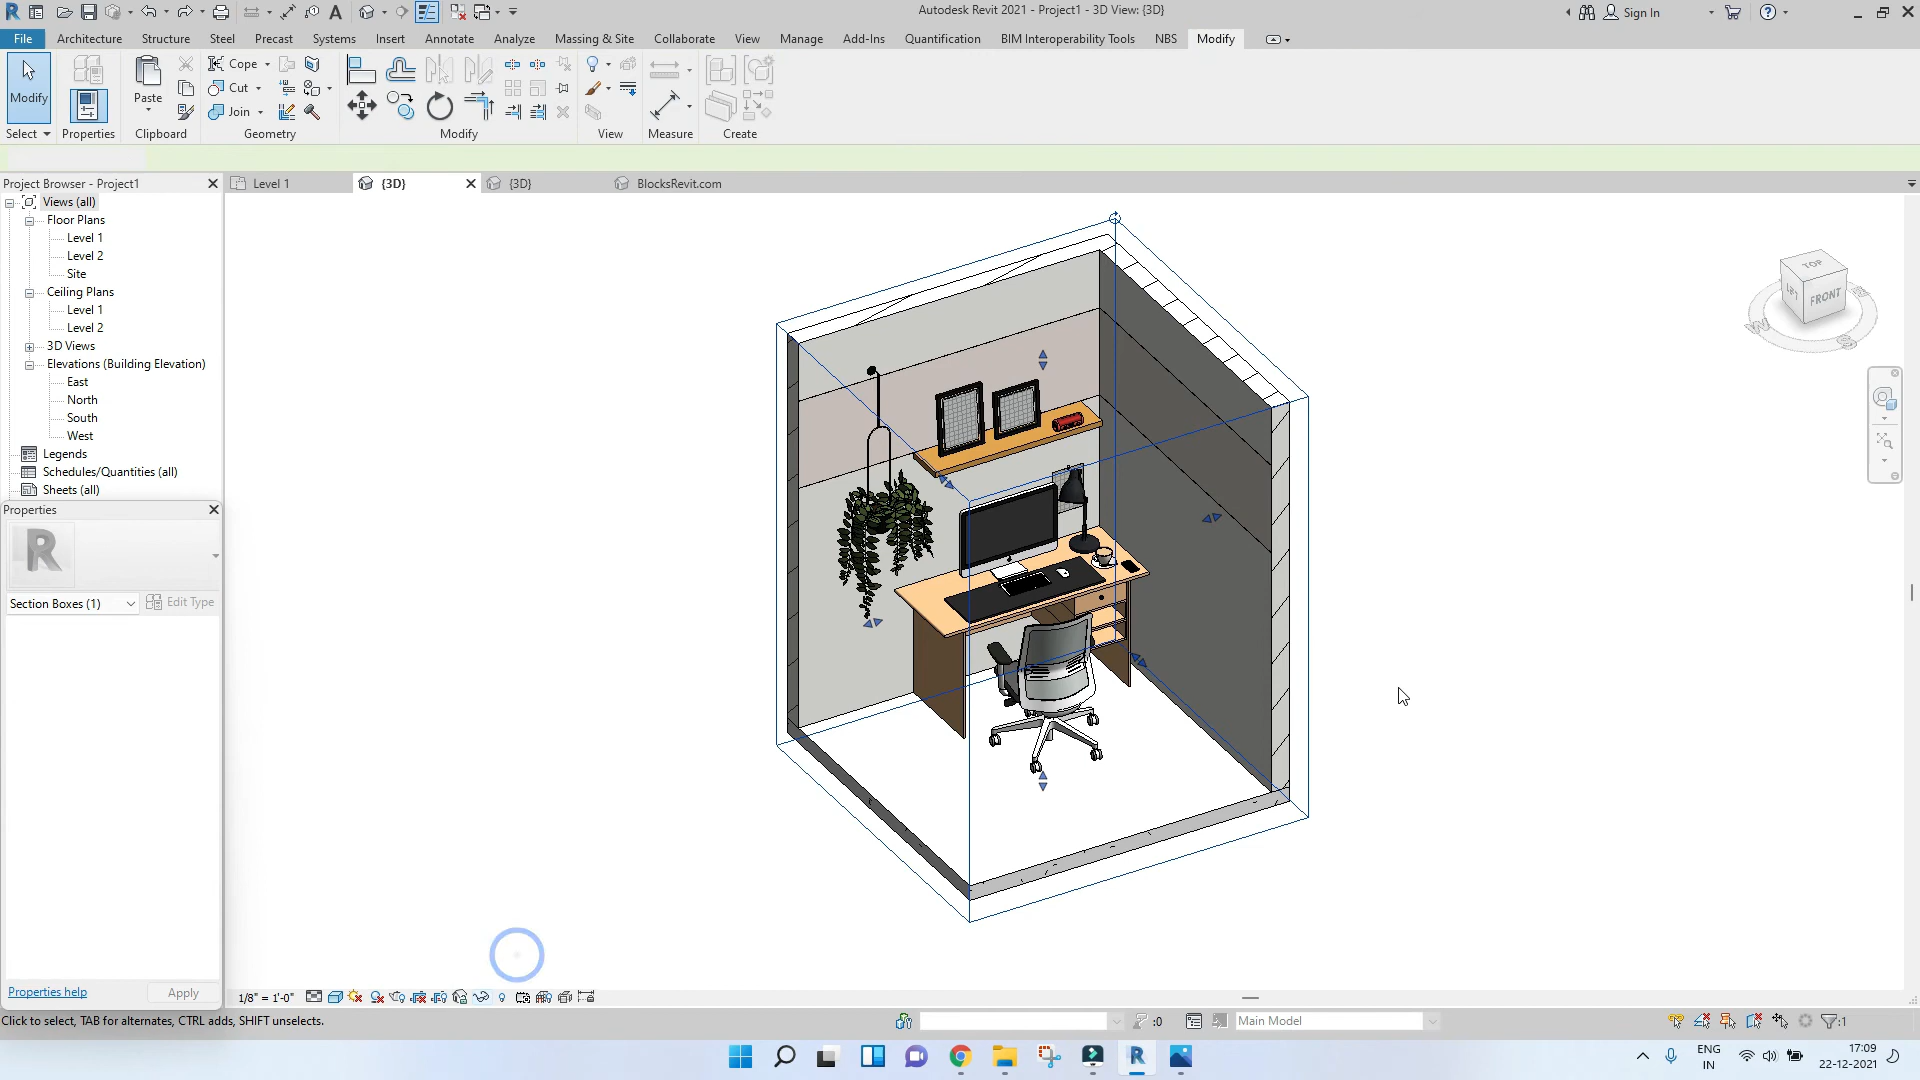 Autodesk Revit 2021 - Project1 - 3D View: {3D}
Sign In
File Architecture Structure Steel Precast Systems Insert Annotate Analyze Massing & Site Collaborate View Manage Add-Ins Quantification BIM Interoperability Tools NBS Modify
Modify
Paste
Cope
Cut
Join
Select Properties Clipboard Geometry Modify View Measure Create
Project Browser - Project1
Level 1
{3D}
{3D}
BlocksRevit.com
Views (all)
Floor Plans
Level 1
Level 2
Site
Ceiling Plans
Level 1
Level 2
3D Views
Elevations (Building Elevation)
East
North
South
West
Legends
Schedules/Quantities (all)
Sheets (all)
TOP
LEFT
FRONT
W
S
Properties
R
Section Boxes (1)
Edit Type
Properties help
Apply
1/8" = 1'-0"
Click to select, TAB for alternates, CTRL adds, SHIFT unselects.
:0
Main Model
:1
ENG
IN
17:09
22-12-2021